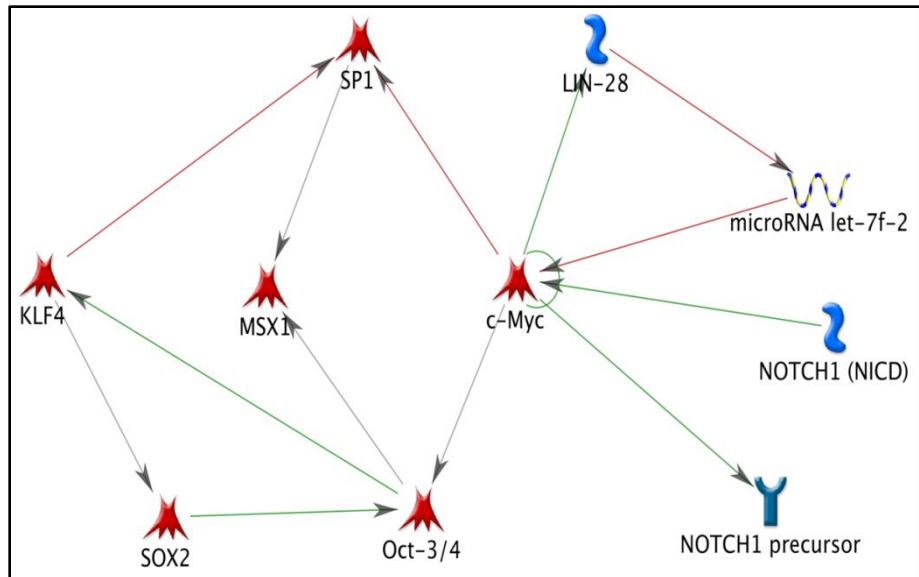 SP1
LIN-28
microRNA let-7f-2
KLF4
MSX1
c-Myc
NOTCH1 (NICD)
SOX2
Oct-3/4
NOTCH1 precursor